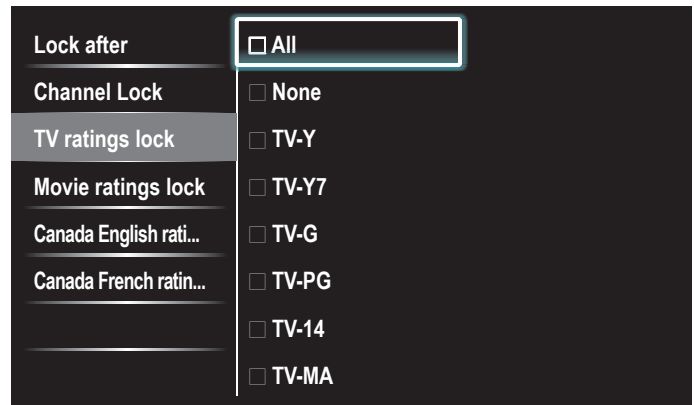 Lock after
Channel Lock
TV ratings lock
Movie ratings lock
Canada English rati...
Canada French ratin...
All
None
TV-Y
TV-Y7
TV-G
TV-PG
TV-14
TV-MA